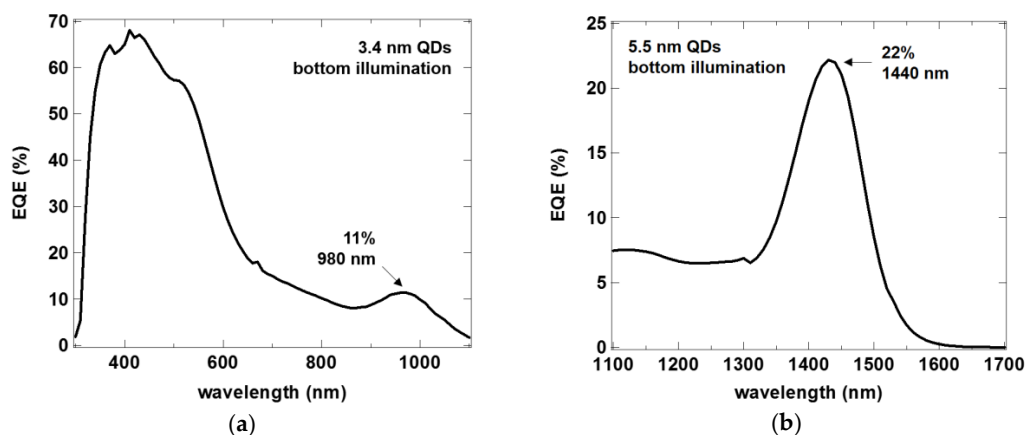 70
60
50
40
30
20
10
0
EQE (%)
3.4 nm QDs
bottom illumination
11%
980 nm
400 600 800 1000
wavelength (nm)
(a)
25
20
15
10
5
0
EQE (%)
5.5 nm QDs
bottom illumination
22%
1440 nm
1100 1200 1300 1400 1500 1600 1700
wavelength (nm)
(b)